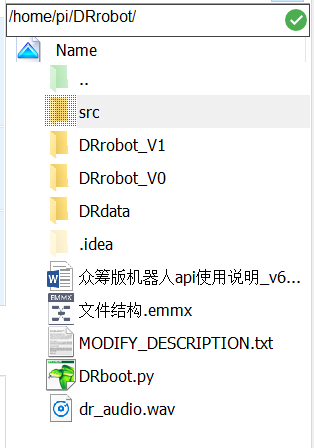 /home/pi/DRrobot/
Name
..
src
DRrobot_V1
DRrobot_V0
DRdata
.idea
众筹版机器人api使用说明_v6...
EMMX
文件结构.emmx
MODIFY_DESCRIPTION.txt
DRboot.py
dr_audio.wav